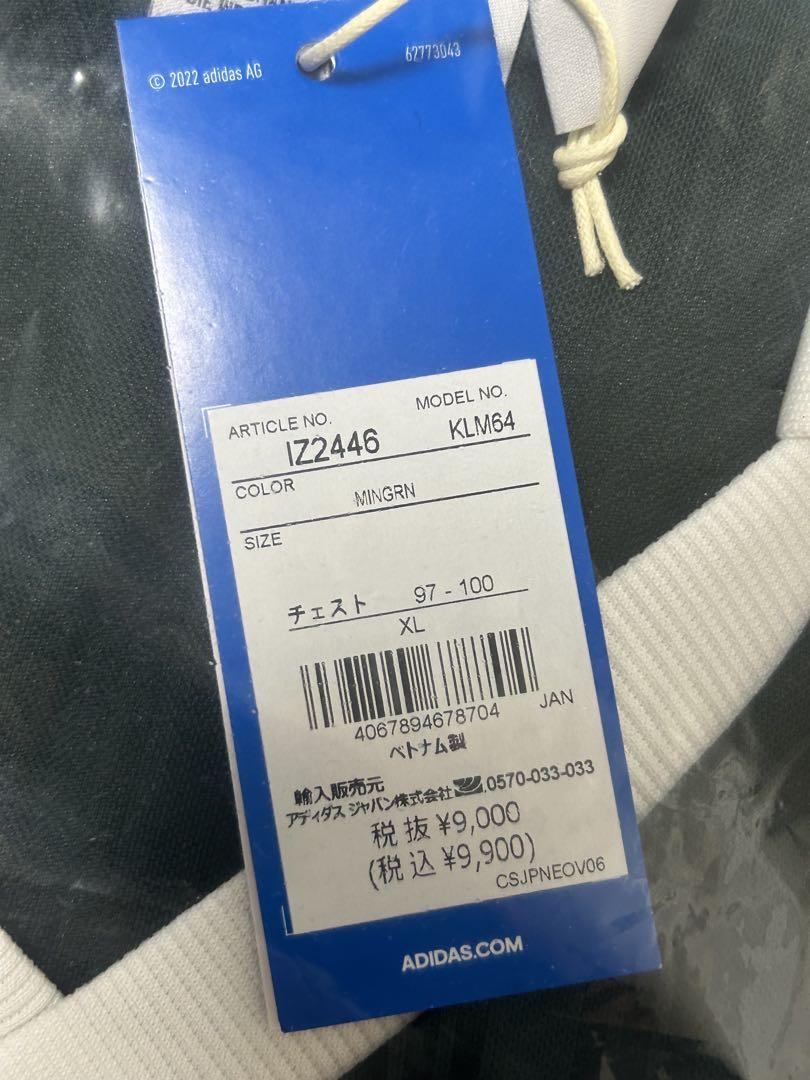 © 2022 adidas AG
62773043
ARTICLE NO.
MODEL NO.
IZ2446
KLM64
COLOR
MINGRN
SIZE
チェスト 97 - 100
XL
4067894678704 JAN
ベトナム製
輸入販売元
アディダス ジャパン株式会社 0570-033-033
税抜 ¥9,000
(税込 ¥9,900)
CSJPNEOV06
ADIDAS.COM